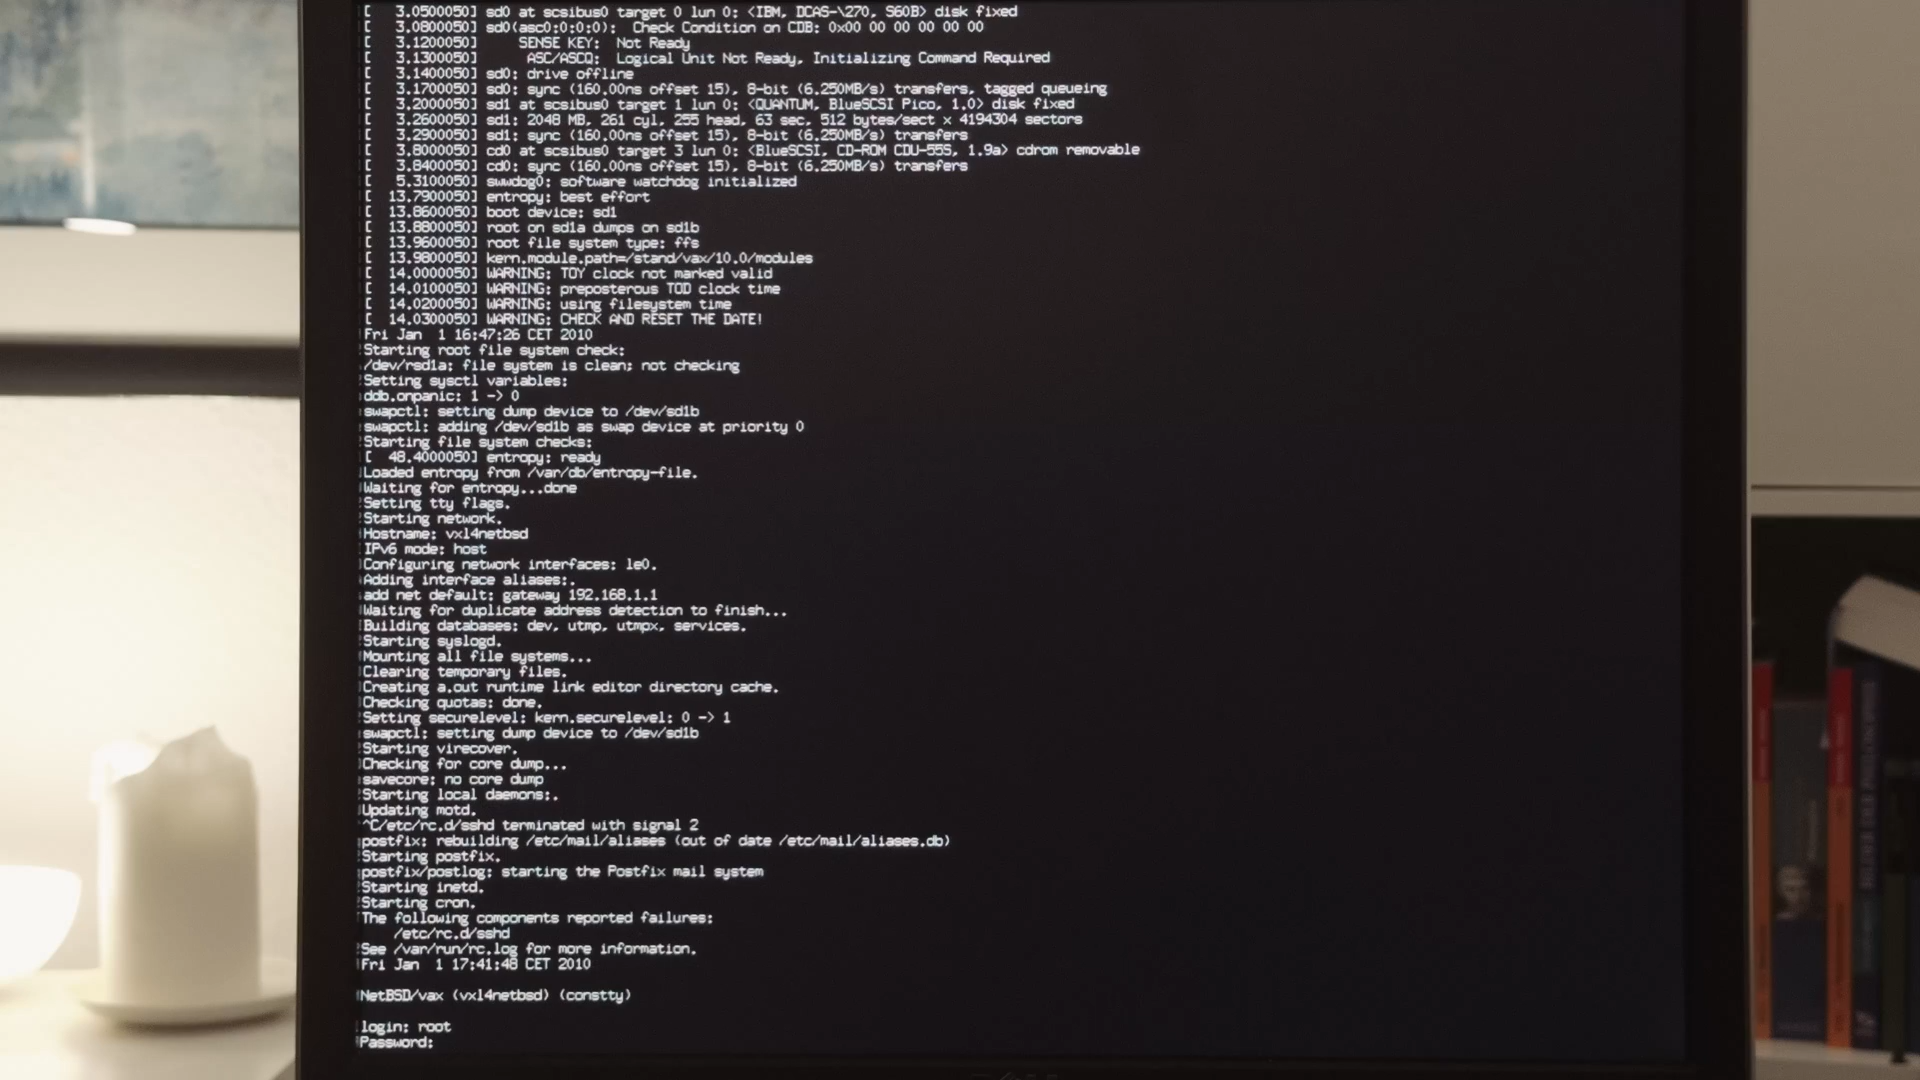 [   3.0500050] sd0 at scsibus0 target 0 lun 0: <IBM, DCAS-\270, S60B> disk fixed
[   3.0800050] sd0(asc0:0:0:0):  Check Condition on CDB: 0x00 00 00 00 00 00
[   3.1200050]     SENSE KEY:  Not Ready
[   3.1300050]      ASC/ASCQ:  Logical Unit Not Ready, Initializing Command Required
[   3.1400050] sd0: drive offline
[   3.1700050] sd0: sync (160.00ns offset 15), 8-bit (6.250MB/s) transfers, tagged queueing
[   3.2000050] sd1 at scsibus0 target 1 lun 0: <QUANTUM, BlueSCSI Pico, 1.0> disk fixed
[   3.2600050] sd1: 2048 MB, 261 cyl, 255 head, 63 sec, 512 bytes/sect x 4194304 sectors
[   3.2900050] sd1: sync (160.00ns offset 15), 8-bit (6.250MB/s) transfers
[   3.8000050] cd0 at scsibus0 target 3 lun 0: <BlueSCSI, CD-ROM CDU-55S, 1.9a> cdrom removable
[   3.8400050] cd0: sync (160.00ns offset 15), 8-bit (6.250MB/s) transfers
[   5.3100050] swwdog0: software watchdog initialized
[  13.7900050] entropy: best effort
[  13.8600050] boot device: sd1
[  13.8800050] root on sd1a dumps on sd1b
[  13.9600050] root file system type: ffs
[  13.9800050] kern.module.path=/stand/vax/10.0/modules
[  14.0000050] WARNING: TOY clock not marked valid
[  14.0100050] WARNING: preposterous TOD clock time
[  14.0200050] WARNING: using filesystem time
[  14.0300050] WARNING: CHECK AND RESET THE DATE!
Fri Jan  1 16:47:26 CET 2010
Starting root file system check:
/dev/rsd1a: file system is clean; not checking
Setting sysctl variables:
ddb.onpanic: 1 -> 0
swapctl: setting dump device to /dev/sd1b
swapctl: adding /dev/sd1b as swap device at priority 0
Starting file system checks:
[  48.4000050] entropy: ready
Loaded entropy from /var/db/entropy-file.
Waiting for entropy...done
Setting tty flags.
Starting network.
Hostname: vxl4netbsd
IPv6 mode: host
Configuring network interfaces: le0.
Adding interface aliases:.
add net default: gateway 192.168.1.1
Waiting for duplicate address detection to finish...
Building databases: dev, utmp, utmpx, services.
Starting syslogd.
Mounting all file systems...
Clearing temporary files.
Creating a.out runtime link editor directory cache.
Checking quotas: done.
Setting securelevel: kern.securelevel: 0 -> 1
swapctl: setting dump device to /dev/sd1b
Starting virecover.
Checking for core dump...
savecore: no core dump
Starting local daemons:.
Updating motd.
^C/etc/rc.d/sshd terminated with signal 2
postfix: rebuilding /etc/mail/aliases (out of date /etc/mail/aliases.db)
Starting postfix.
postfix/postlog: starting the Postfix mail system
Starting inetd.
Starting cron.
The following components reported failures:
    /etc/rc.d/sshd
See /var/run/rc.log for more information.
Fri Jan  1 17:41:48 CET 2010
NetBSD/vax (vxl4netbsd) (constty)
login: root
Password: